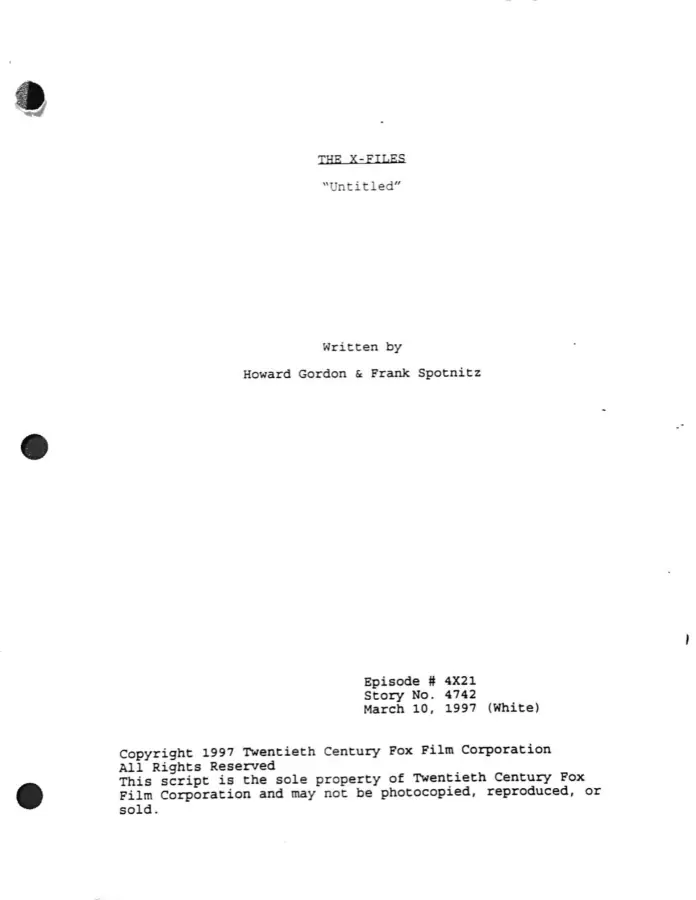 THE X-FILES
"Untitled"
Written by
Howard Gordon & Frank Spotnitz
Episode # 4X21
Story No. 4742
March 10, 1997 (White)
Copyright 1997 Twentieth Century Fox Film Corporation
All Rights Reserved
This script is the sole property of Twentieth Century Fox
Film Corporation and may not be photocopied, reproduced, or
sold.